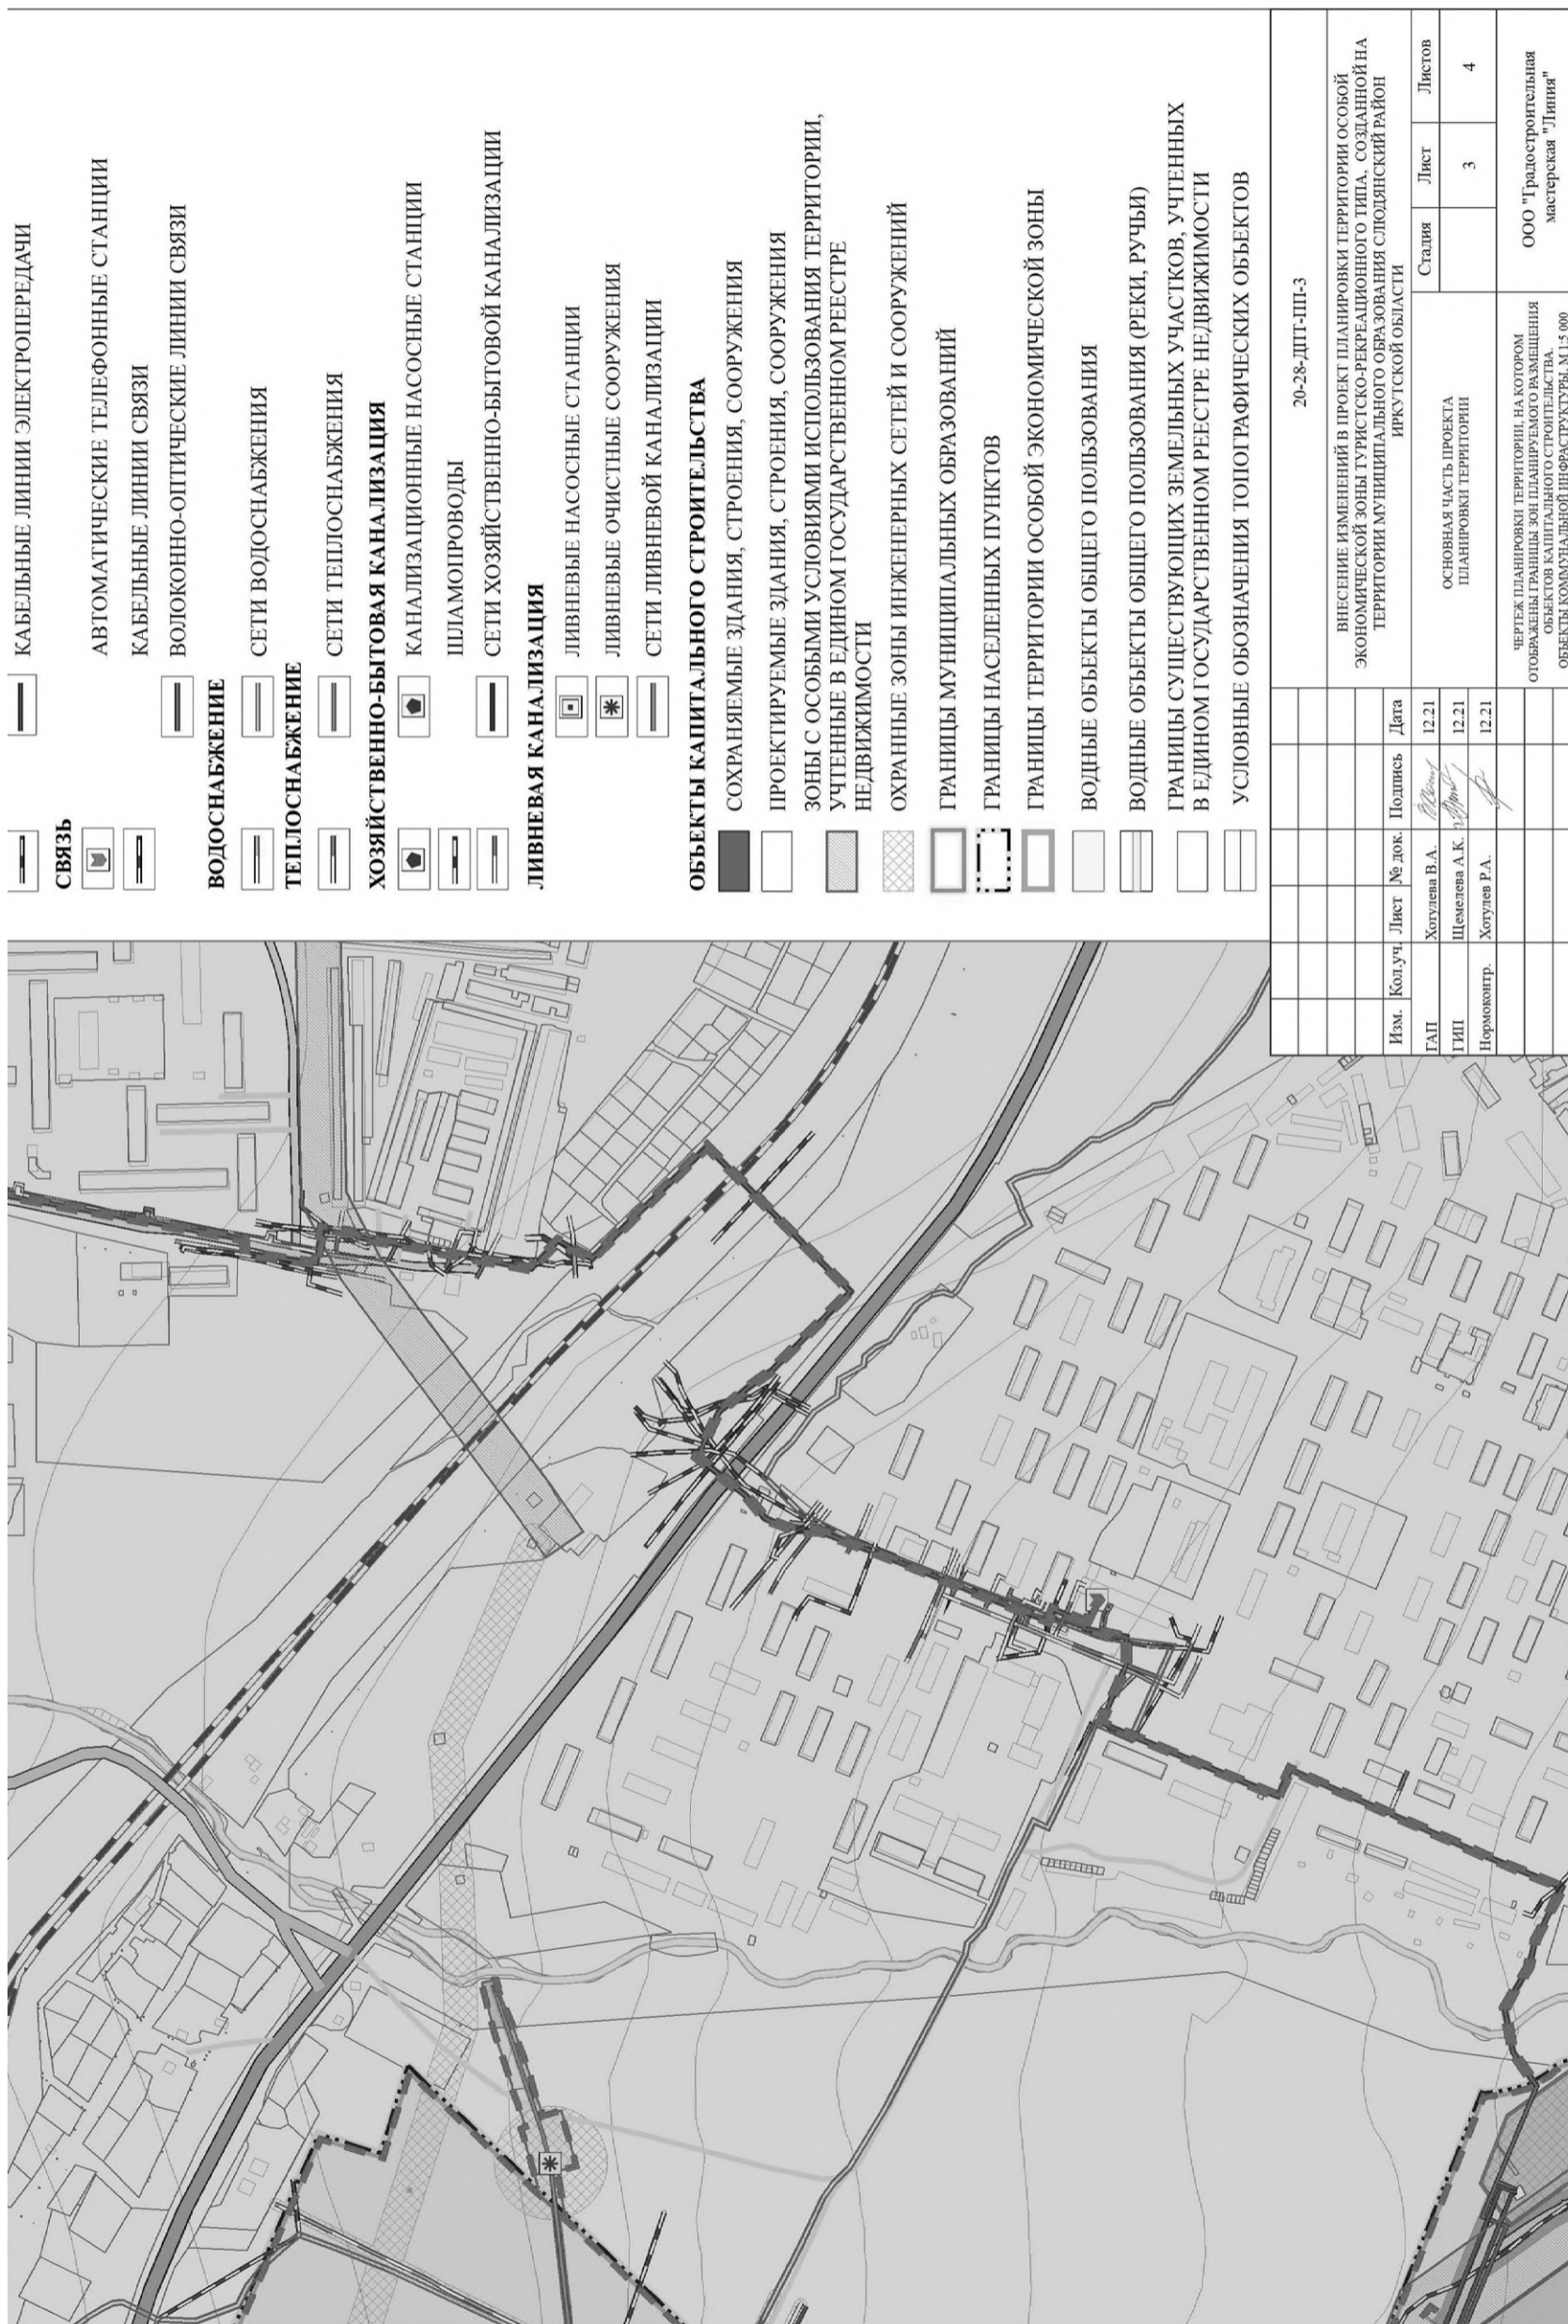 КАБЕЛЬНЫЕ ЛИНИИ ЭЛЕКТРОПЕРЕДАЧИ
СВЯЗЬ
АВТОМАТИЧЕСКИЕ ТЕЛЕФОННЫЕ СТАНЦИИ
КАБЕЛЬНЫЕ ЛИНИИ СВЯЗИ
ВОЛОКОННО-ОПТИЧЕСКИЕ ЛИНИИ СВЯЗИ
ВОДОСНАБЖЕНИЕ
СЕТИ ВОДОСНАБЖЕНИЯ
ТЕПЛОСНАБЖЕНИЕ
СЕТИ ТЕПЛОСНАБЖЕНИЯ
ХОЗЯЙСТВЕННО-БЫТОВАЯ КАНАЛИЗАЦИЯ
КАНАЛИЗАЦИОННЫЕ НАСОСНЫЕ СТАНЦИИ
ШЛАМОПРОВОДЫ
СЕТИ ХОЗЯЙСТВЕННО-БЫТОВОЙ КАНАЛИЗАЦИИ
ЛИВНЕВАЯ КАНАЛИЗАЦИЯ
ЛИВНЕВЫЕ НАСОСНЫЕ СТАНЦИИ
ЛИВНЕВЫЕ ОЧИСТНЫЕ СООРУЖЕНИЯ
СЕТИ ЛИВНЕВОЙ КАНАЛИЗАЦИИ
ОБЪЕКТЫ КАПИТАЛЬНОГО СТРОИТЕЛЬСТВА
СОХРАНЯЕМЫЕ ЗДАНИЯ, СТРОЕНИЯ, СООРУЖЕНИЯ
ПРОЕКТИРУЕМЫЕ ЗДАНИЯ, СТРОЕНИЯ, СООРУЖЕНИЯ
ЗОНЫ С ОСОБЫМИ УСЛОВИЯМИ ИСПОЛЬЗОВАНИЯ ТЕРРИТОРИИ,
УЧТЕННЫЕ В ЕДИНОМ ГОСУДАРСТВЕННОМ РЕЕСТРЕ
НЕДВИЖИМОСТИ
ОХРАННЫЕ ЗОНЫ ИНЖЕНЕРНЫХ СЕТЕЙ И СООРУЖЕНИЙ
ГРАНИЦЫ МУНИЦИПАЛЬНЫХ ОБРАЗОВАНИЙ
ГРАНИЦЫ НАСЕЛЕННЫХ ПУНКТОВ
ГРАНИЦЫ ТЕРРИТОРИИ ОСОБОЙ ЭКОНОМИЧЕСКОЙ ЗОНЫ
ВОДНЫЕ ОБЪЕКТЫ ОБЩЕГО ПОЛЬЗОВАНИЯ
ВОДНЫЕ ОБЪЕКТЫ ОБЩЕГО ПОЛЬЗОВАНИЯ (РЕКИ, РУЧЬИ)
ГРАНИЦЫ СУЩЕСТВУЮЩИХ ЗЕМЕЛЬНЫХ УЧАСТКОВ, УЧТЕННЫХ
В ЕДИНОМ ГОСУДАРСТВЕННОМ РЕЕСТРЕ НЕДВИЖИМОСТИ
УСЛОВНЫЕ ОБОЗНАЧЕНИЯ ТОПОГРАФИЧЕСКИХ ОБЪЕКТОВ
20-28-ДПТ-ПП-3
ВНЕСЕНИЕ ИЗМЕНЕНИЙ В ПРОЕКТ ПЛАНИРОВКИ ТЕРРИТОРИИ ОСОБОЙ
ЭКОНОМИЧЕСКОЙ ЗОНЫ ТУРИСТСКО-РЕКРЕАЦИОННОГО ТИПА, СОЗДАННОЙ НА
ТЕРРИТОРИИ МУНИЦИПАЛЬНОГО ОБРАЗОВАНИЯ СЛЮДЯНСКИЙ РАЙОН
ИРКУТСКОЙ ОБЛАСТИ
Изм. Кол.уч. Лист № док. Подпись Дата
ГАП Хотулева В.А. 12.21
ГИП Щемелева А.К. 12.21
Нормоконтр. Хотулев Р.А. 12.21
ОСНОВНАЯ ЧАСТЬ ПРОЕКТА
ПЛАНИРОВКИ ТЕРРИТОРИИ
Стадия Лист Листов
3 4
ЧЕРТЕЖ ПЛАНИРОВКИ ТЕРРИТОРИИ, НА КОТОРОМ
ОТОБРАЖЕНЫ ГРАНИЦЫ ЗОН ПЛАНИРУЕМОГО РАЗМЕЩЕНИЯ
ОБЪЕКТОВ КАПИТАЛЬНОГО СТРОИТЕЛЬСТВА.
ОБЪЕКТЫ КОММУНАЛЬНОЙ ИНФРАСТРУКТУРЫ. М 1:5 000
ООО "Градостроительная
мастерская "Линия"